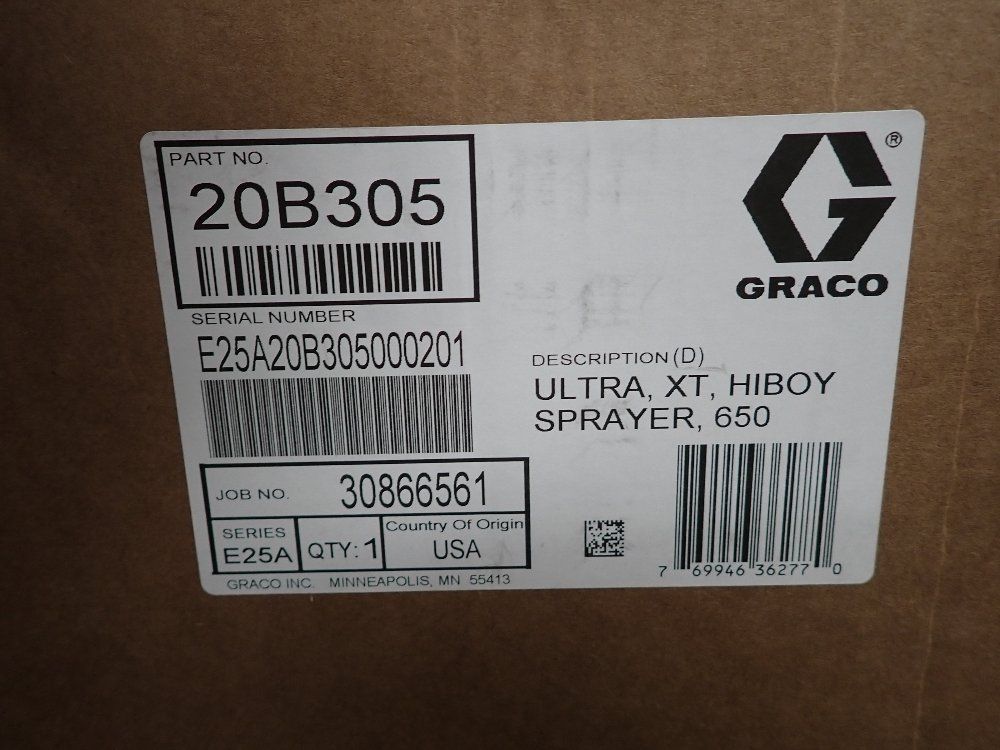 PART NO.
20B305
SERIAL NUMBER
E25A20B305000201
JOB NO. 30866561
SERIES
E25A
QTY: 1
Country Of Origin
USA
GRACO INC. MINNEAPOLIS, MN 55413
®
GRACO
DESCRIPTION (D)
ULTRA, XT, HIBOY
SPRAYER, 650
7 69946 36277 0